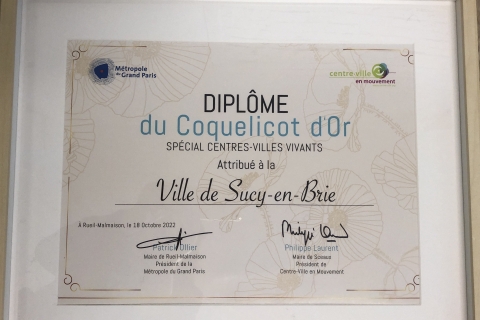 Métropole
du Grand Paris
centre.ville
en mouvement
DIPLÔME
du Coquelicot d'Or
SPÉCIAL CENTRES-VILLES VIVANTS
Attribué à la
Ville de Sucy-en-Brie
À Rueil-Malmaison, le 18 Octobre 2022
Patrick Ollier
Maire de Rueil-Malmaison
Président de la
Métropole du Grand Paris
Philippe Laurent
Maire de Sceaux
Président de
Centre-Ville en Mouvement